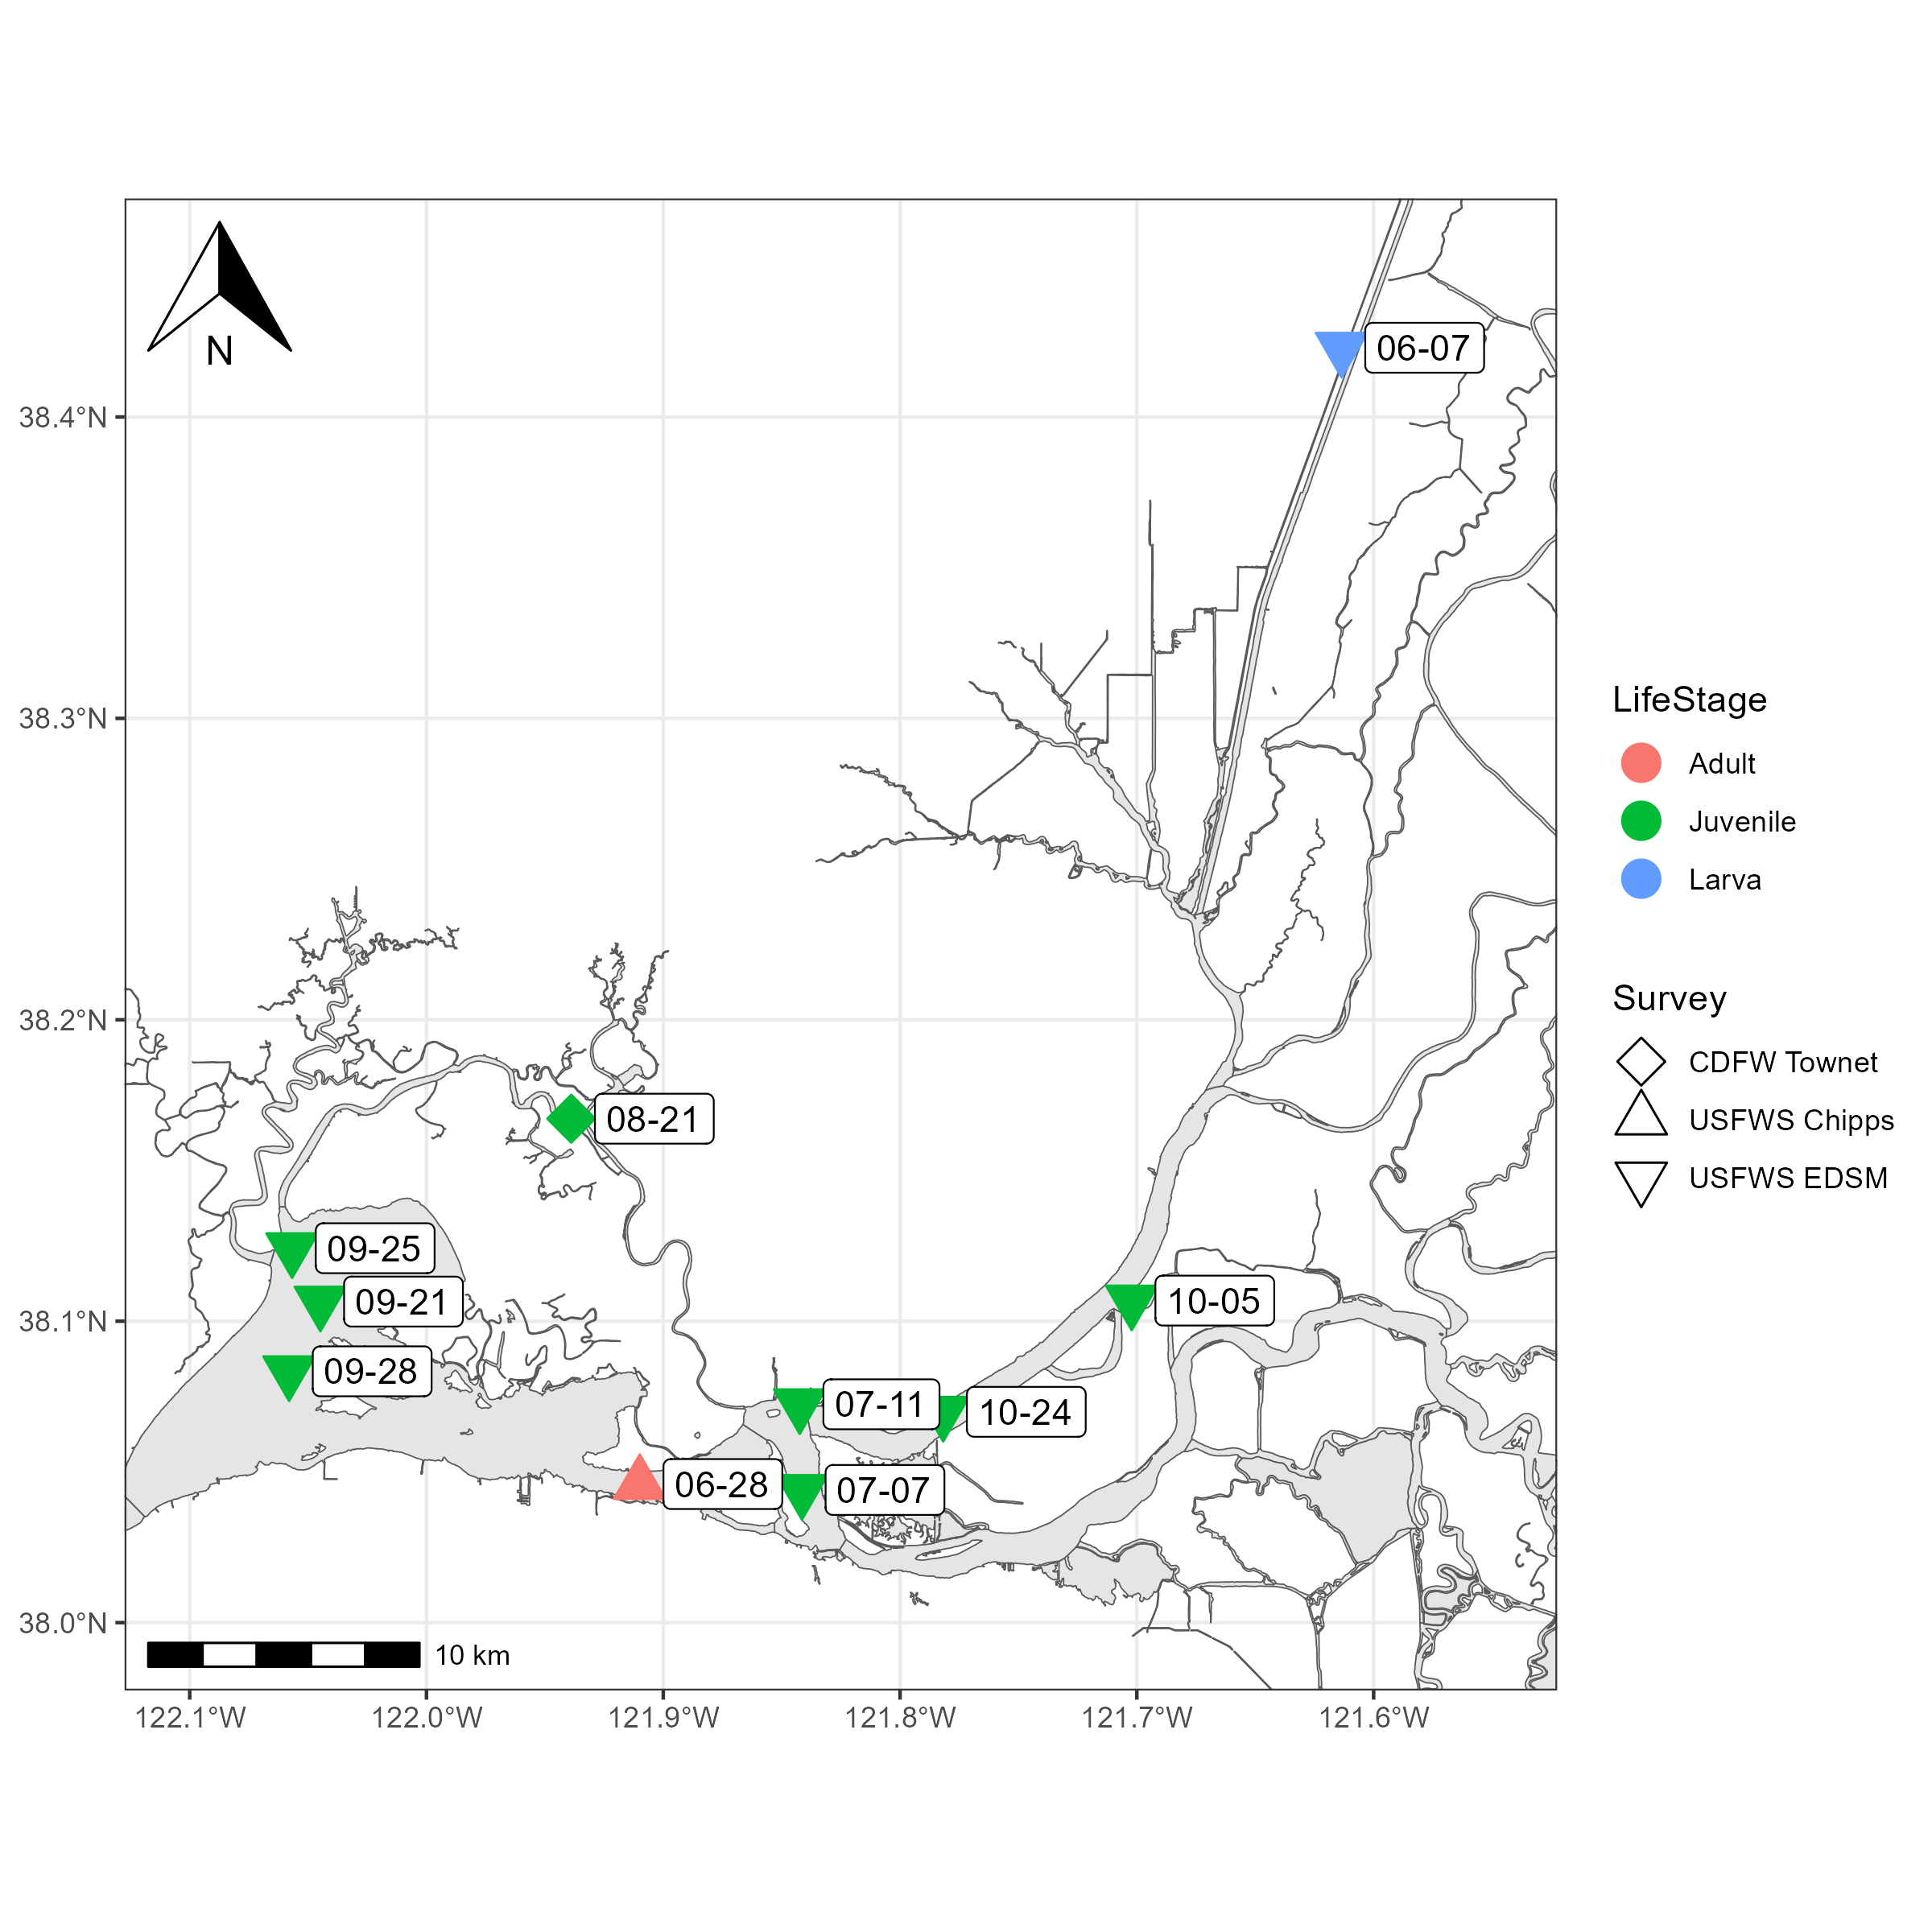 N
06-07
38.4°N
38.3°N
LifeStage
Adult
Juvenile
Larva
38.2°N
Survey
CDFW Townet
USFWS Chipps
USFWS EDSM
08-21
09-25
09-21
10-05
38.1°N
09-28
07-11
10-24
06-28
07-07
38.0°N
10 km
122.1°W
122.0°W
121.9°W
121.8°W
121.7°W
121.6°W